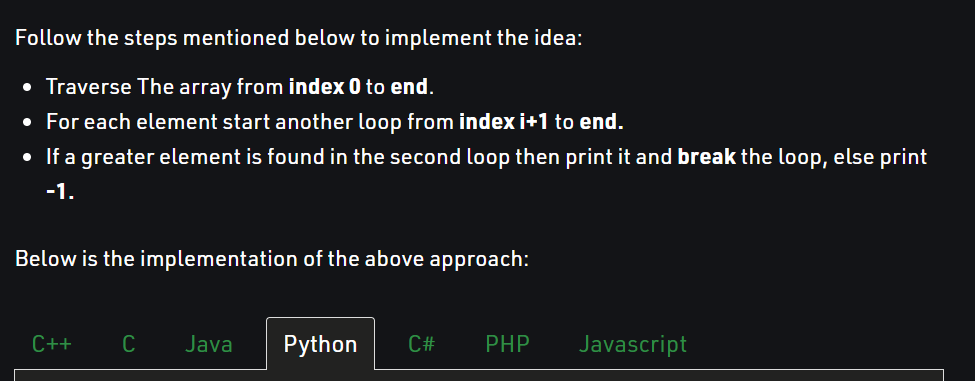 Follow the steps mentioned below to implement the idea:
Traverse The array from index 0 to end.
For each element start another loop from index i+1 to end.
If a greater element is found in the second loop then print it and break the loop, else print
-1.
Below is the implementation of the above approach:
C++ C Java Python C# PHP Javascript